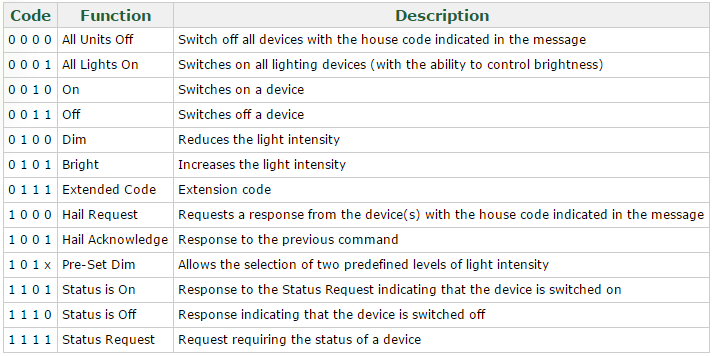 Code Function Description
0 0 0 0 All Units Off Switch off all devices with the house code indicated in the message
0 0 0 1 All Lights On Switches on all lighting devices (with the ability to control brightness)
0 0 1 0 On Switches on a device
0 0 1 1 Off Switches off a device
0 1 0 0 Dim Reduces the light intensity
0 1 0 1 Bright Increases the light intensity
0 1 1 1 Extended Code Extension code
1 0 0 0 Hail Request Requests a response from the device(s) with the house code indicated in the message
1 0 0 1 Hail Acknowledge Response to the previous command
1 0 1 x Pre-Set Dim Allows the selection of two predefined levels of light intensity
1 1 0 1 Status is On Response to the Status Request indicating that the device is switched on
1 1 1 0 Status is Off Response indicating that the device is switched off
1 1 1 1 Status Request Request requiring the status of a device